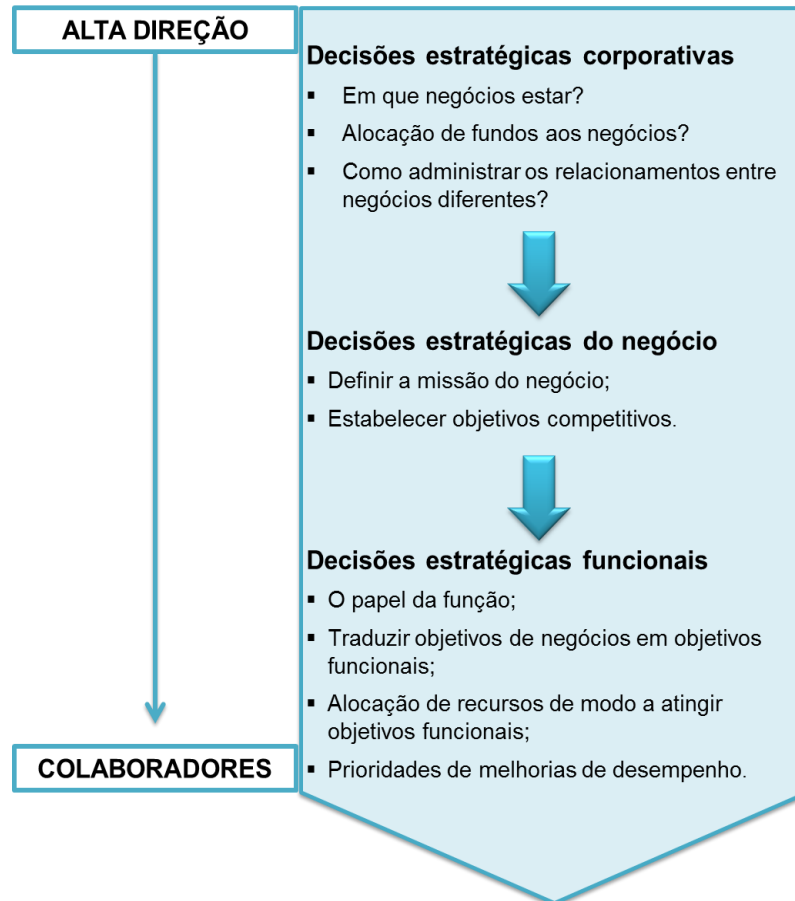 ALTA DIREÇÃO
Decisões estratégicas corporativas
▪ Em que negócios estar?
▪ Alocação de fundos aos negócios?
▪ Como administrar os relacionamentos entre
negócios diferentes?
Decisões estratégicas do negócio
▪ Definir a missão do negócio;
▪ Estabelecer objetivos competitivos.
Decisões estratégicas funcionais
▪ O papel da função;
▪ Traduzir objetivos de negócios em objetivos
funcionais;
▪ Alocação de recursos de modo a atingir
objetivos funcionais;
COLABORADORES
▪ Prioridades de melhorias de desempenho.